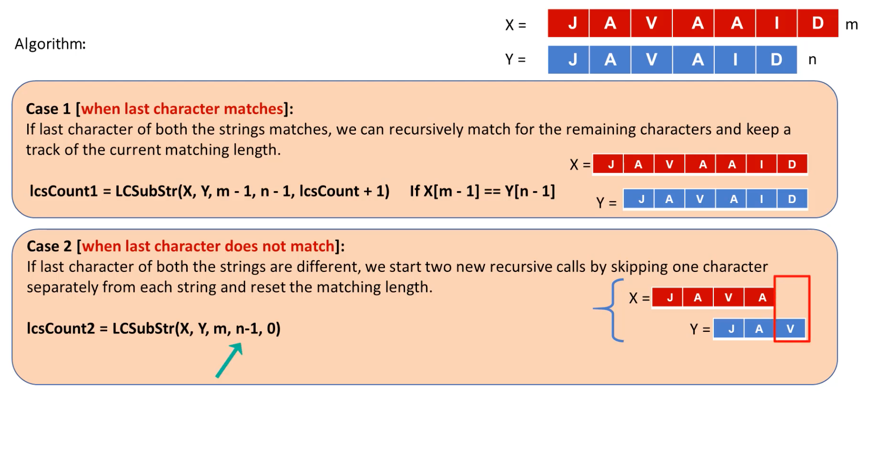 X = J A V A A I D m
Algorithm:
Y = J A V A I D n
Case 1 [when last character matches]:
If last character of both the strings matches, we can recursively match for the remaining characters and keep a
track of the current matching length.
X = J A V A A I D
lcsCount1 = LCSubStr(X, Y, m - 1, n - 1, lcsCount + 1) If X[m - 1] == Y[n - 1]
Y = J A V A I D
Case 2 [when last character does not match]:
If last character of both the strings are different, we start two new recursive calls by skipping one character
separately from each string and reset the matching length.
X = J A V A
lcsCount2 = LCSubStr(X, Y, m, n-1, 0)
Y = J A V